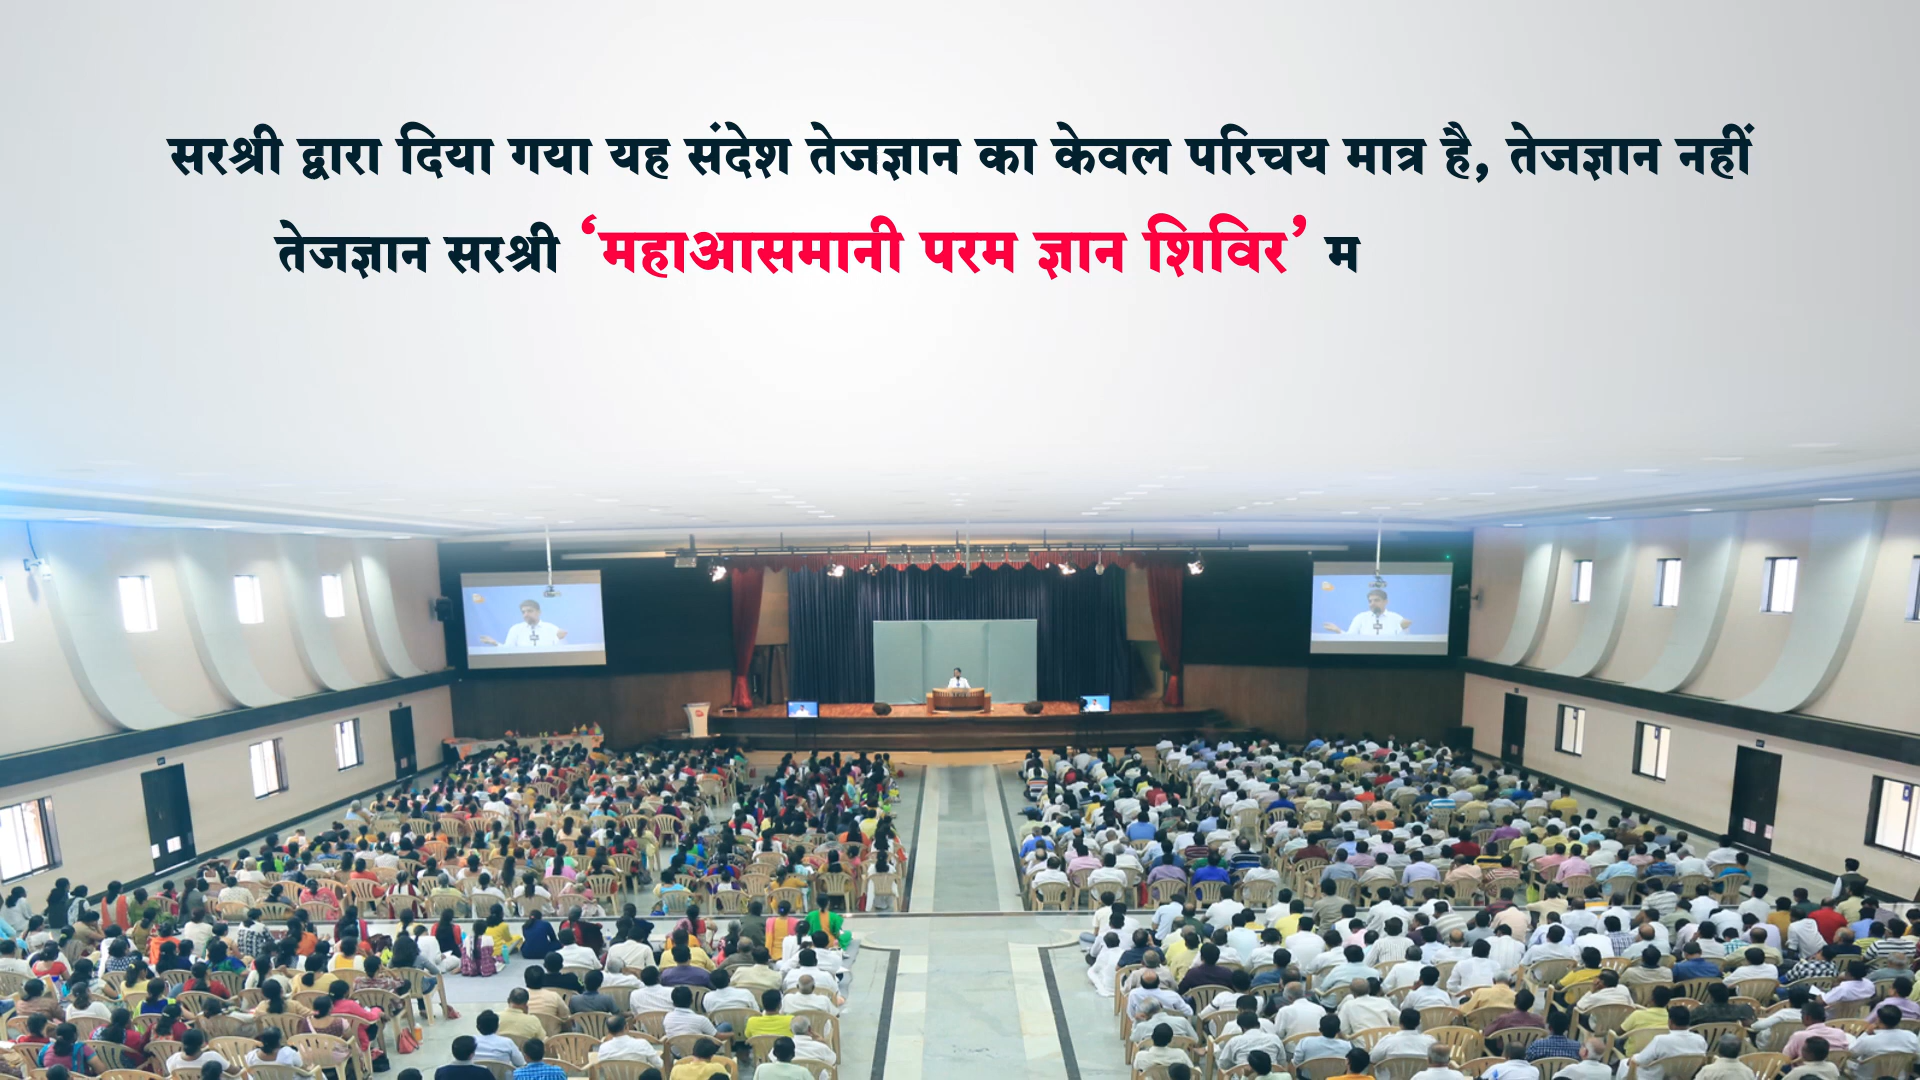 सरश्री द्वारा दिया गया यह संदेश तेजज्ञान का केवल परिचय मात्र है, तेजज्ञान नहीं
तेजज्ञान सरश्री ‘महाआसमानी परम ज्ञान शिविर’ म